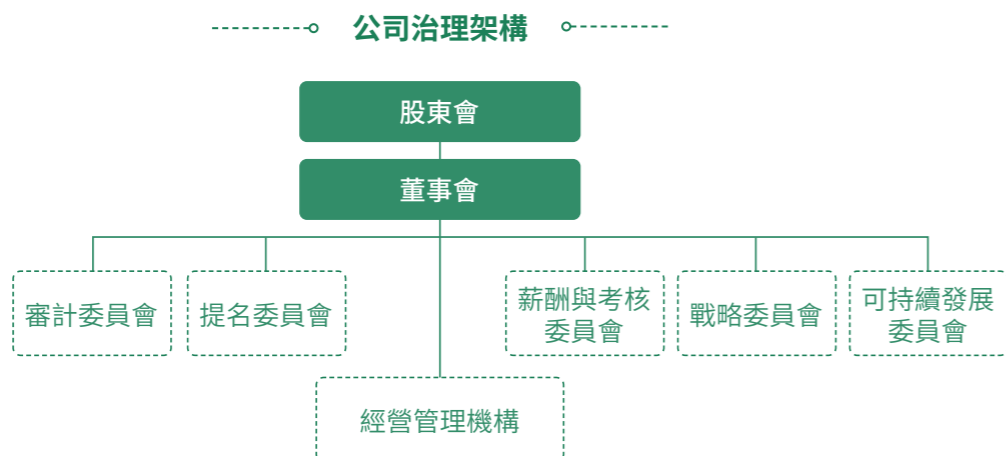 公司治理架構
股東會
董事會
審計委員會
提名委員會
薪酬與考核
委員會
戰略委員會
可持續發展
委員會
經營管理機構